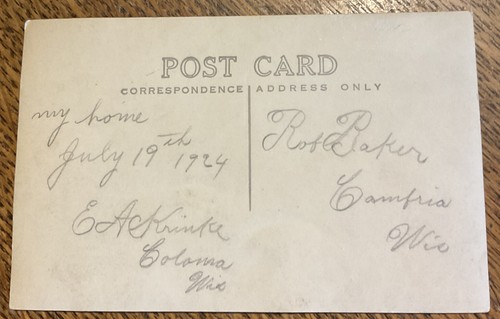 POST CARD
CORRESPONDENCE ADDRESS ONLY
my home
July 19th 1924
E A Krinke
Coloma
Wis
Rob Baker
Cambria
Wis